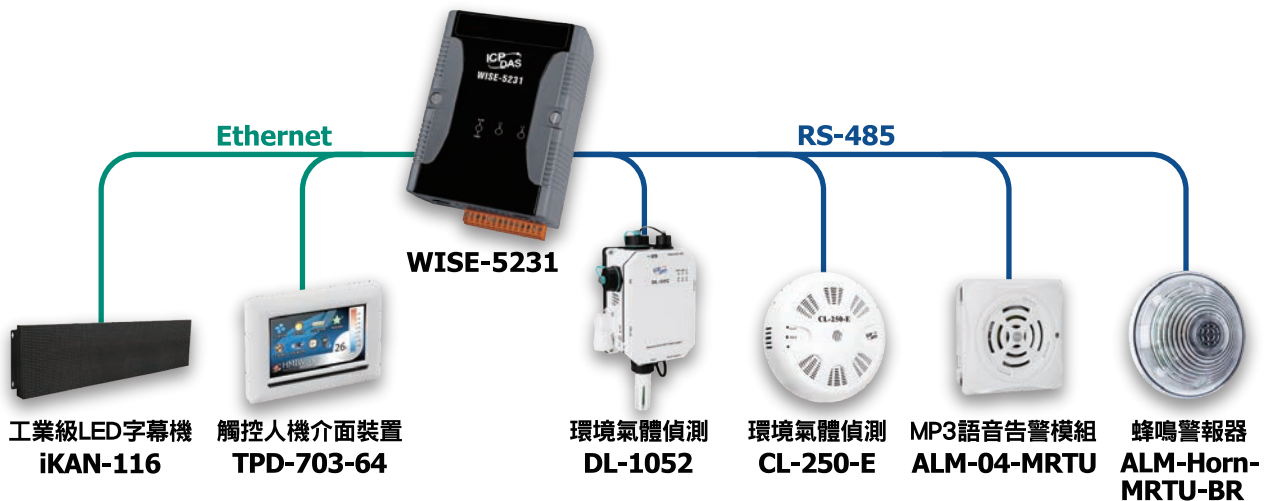 ICP
DAS
WISE-5231
Ethernet
RS-485
WISE-5231
CL-250-E
26
工業級LED字幕機
iKAN-116
觸控人機介面裝置
TPD-703-64
環境氣體偵測
DL-1052
環境氣體偵測
CL-250-E
MP3語音告警模組
ALM-04-MRTU
蜂鳴警報器
ALM-Horn-
MRTU-BR